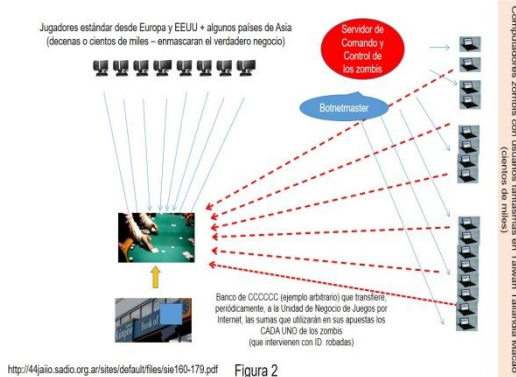 Jugadores estándar desde Europa y EEUU + algunos países de Asia
(decenas o cientos de miles – enmascaran el verdadero negocio)
Servidor de
Comando y
Control de
los zombis
Botnetmaster
Computadores zombis con usuarios fantasmas en Taiwán Tailandia Macao
(cientos de miles)
Banco de CCCCCC (ejemplo arbitrario) que transfiere,
periódicamente, a la Unidad de Negocio de Juegos por
Internet, las sumas que utilizarán en sus apuestas los
CADA UNO de los zombis
(que intervienen con ID robadas)
http://44jaiio.sadio.org.ar/sites/default/files/sie160-179.pdf
Figura 2